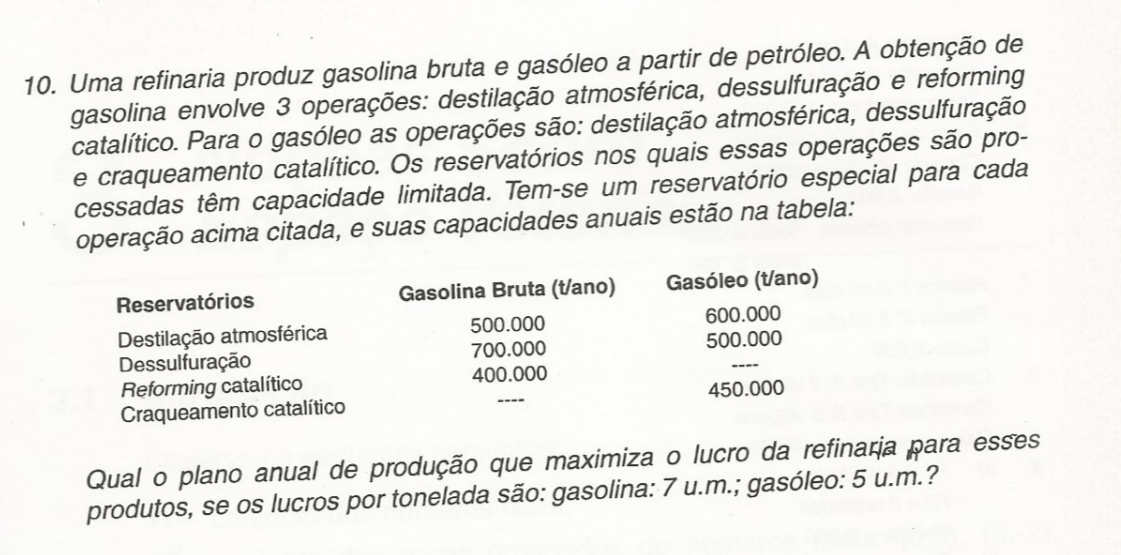 10. Uma refinaria produz gasolina bruta e gasóleo a partir de petróleo. A obtenção de
gasolina envolve 3 operações: destilação atmosférica, dessulfuração e reforming
catalítico. Para o gasóleo as operações são: destilação atmosférica, dessulfuração
e craqueamento catalítico. Os reservatórios nos quais essas operações são pro-
cessadas têm capacidade limitada. Tem-se um reservatório especial para cada
operação acima citada, e suas capacidades anuais estão na tabela:
Reservatórios Gasolina Bruta (t/ano) Gasóleo (t/ano)
Destilação atmosférica 500.000 600.000
Dessulfuração 700.000 500.000
Reforming catalítico 400.000 ----
Craqueamento catalítico ---- 450.000
Qual o plano anual de produção que maximiza o lucro da refinaria para esses
produtos, se os lucros por tonelada são: gasolina: 7 u.m.; gasóleo: 5 u.m.?